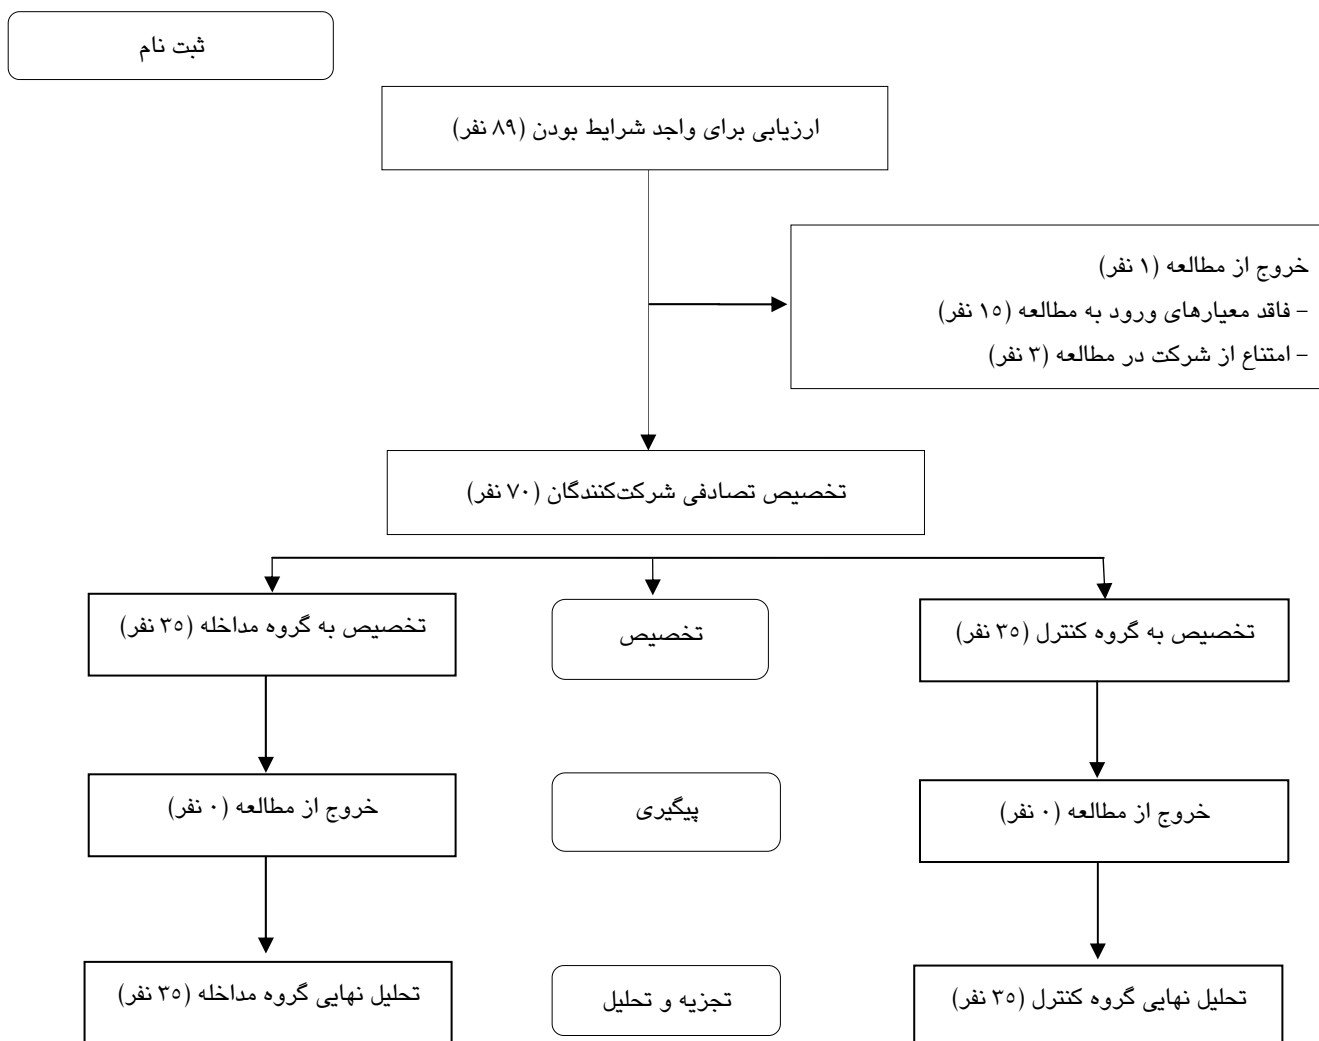 ثبت نام
ارزیابی برای واجد شرایط بودن (۸۹ نفر)
خروج از مطالعه (۱ نفر)
- فاقد معیارهای ورود به مطالعه (۱۵ نفر)
- امتناع از شرکت در مطالعه (۳ نفر)
تخصیص تصادفی شرکت‌کنندگان (۷۰ نفر)
تخصیص به گروه کنترل (۳۵ نفر)
تخصیص
تخصیص به گروه مداخله (۳۵ نفر)
خروج از مطالعه (۰ نفر)
پیگیری
خروج از مطالعه (۰ نفر)
تحلیل نهایی گروه کنترل (۳۵ نفر)
تجزیه و تحلیل
تحلیل نهایی گروه مداخله (۳۵ نفر)